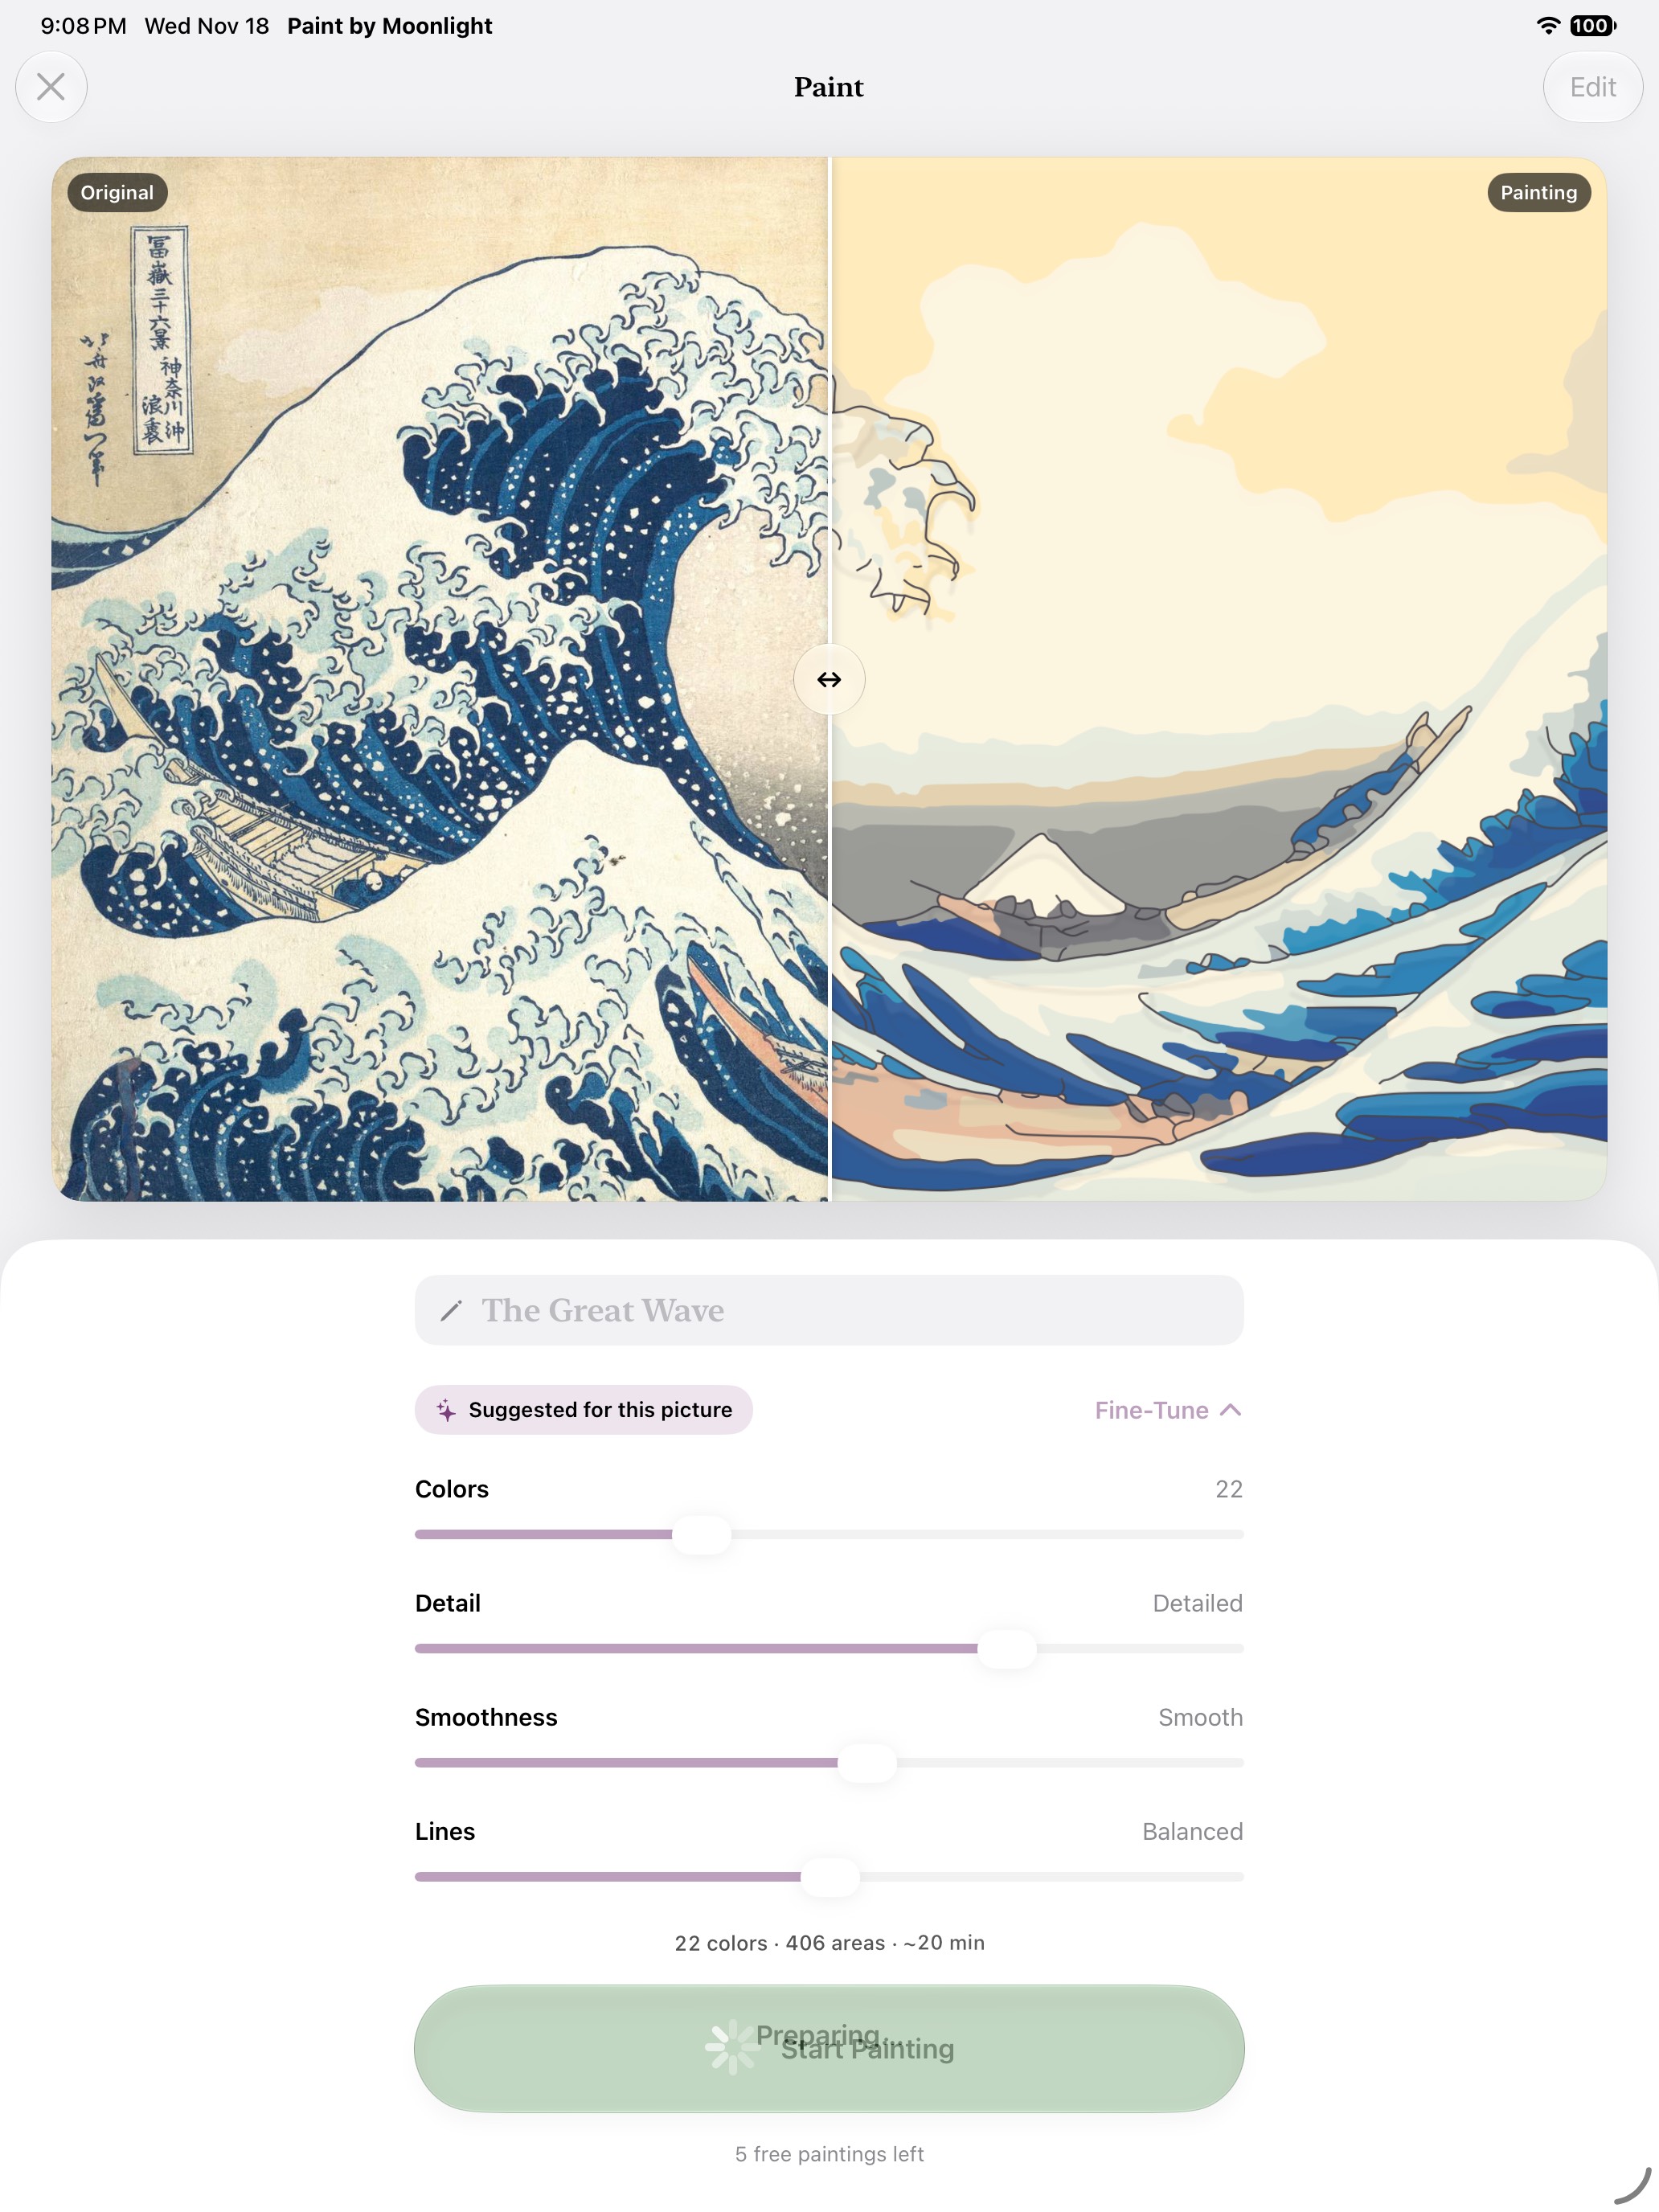 9:08 PM Wed Nov 18 Paint by Moonlight
100
Paint
Edit
Original
Painting
冨嶽三十六景
神奈川沖
浪裏
The Great Wave
Suggested for this picture
Fine-Tune
Colors
22
Detail
Detailed
Smoothness
Smooth
Lines
Balanced
22 colors · 406 areas · ~20 min
Preparing...
Start Painting
5 free paintings left